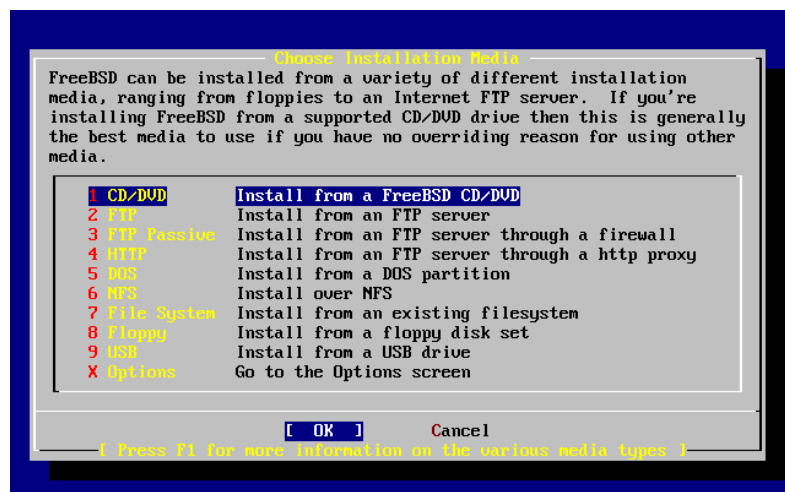 Choose Installation Media
FreeBSD can be installed from a variety of different installation
media, ranging from floppies to an Internet FTP server.  If you're
installing FreeBSD from a supported CD/DVD drive then this is generally
the best media to use if you have no overriding reason for using other
media.
1 CD/DVD Install from a FreeBSD CD/DVD
2 FTP Install from an FTP server
3 FTP Passive Install from an FTP server through a firewall
4 HTTP Install from an FTP server through a http proxy
5 DOS Install from a DOS partition
6 NFS Install over NFS
7 File System Install from an existing filesystem
8 Floppy Install from a floppy disk set
9 USB Install from a USB drive
X Options Go to the Options screen
[ OK ] Cancel
[ Press F1 for more information on the various media types ]